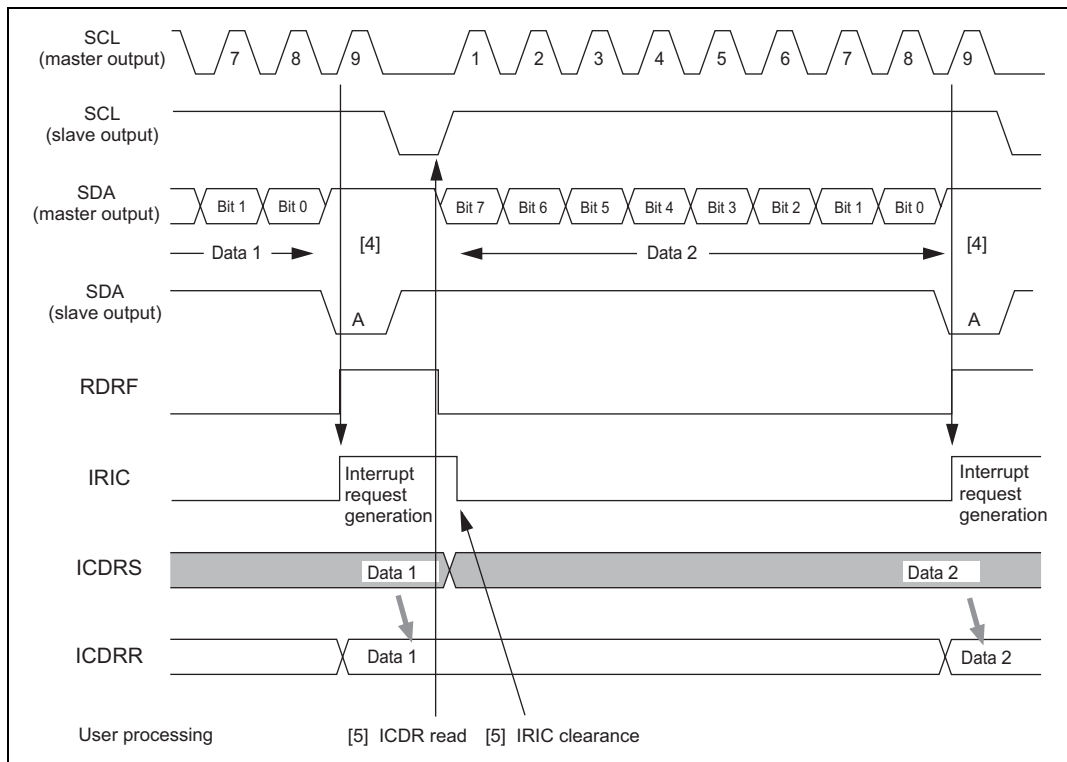 SCL
(master output)
7 8 9 1 2 3 4 5 6 7 8 9
SCL
(slave output)
SDA
(master output)
Bit 1 Bit 0 Bit 7 Bit 6 Bit 5 Bit 4 Bit 3 Bit 2 Bit 1 Bit 0
Data 1 [4] Data 2 [4]
SDA
(slave output)
A A
RDRF
IRIC
Interrupt
request
generation
Interrupt
request
generation
ICDRS
Data 1 Data 2
ICDRR
Data 1 Data 2
User processing [5] ICDR read [5] IRIC clearance